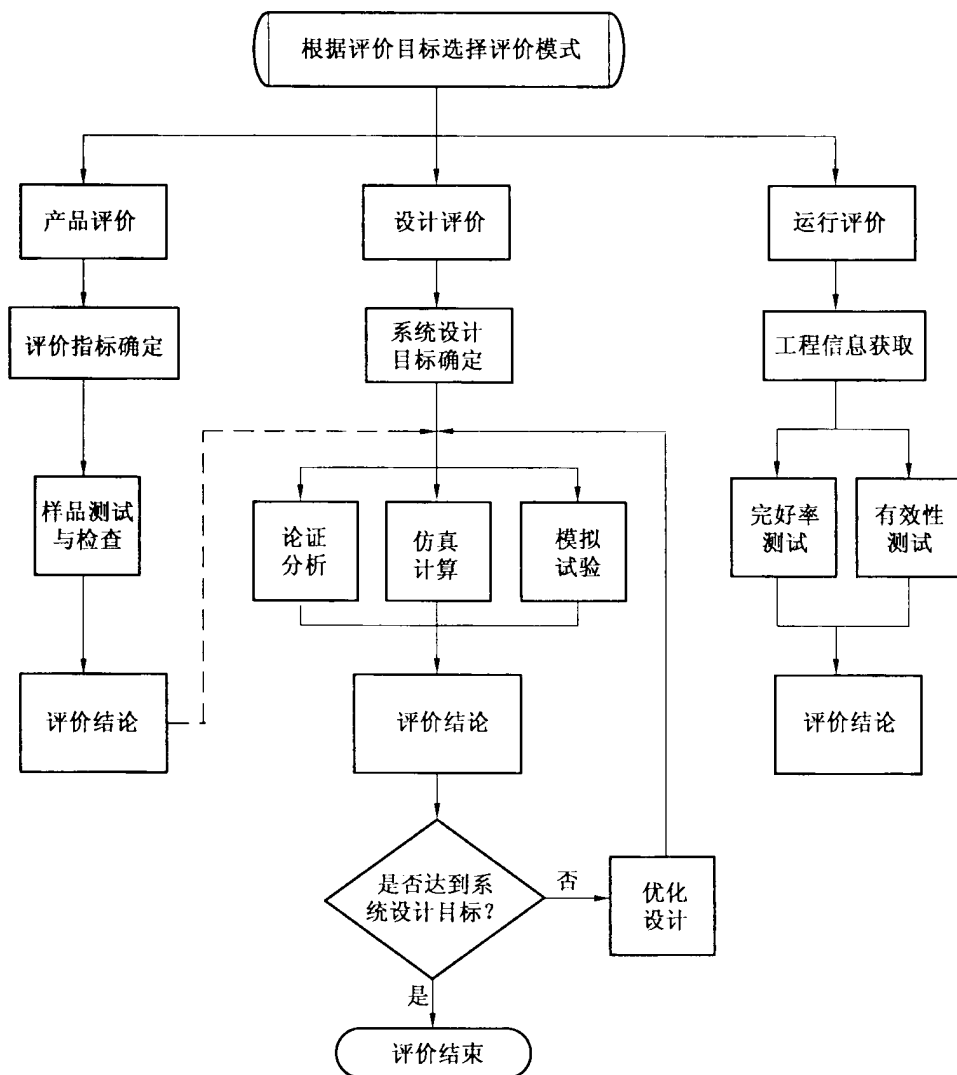 根据评价目标选择评价模式
产品评价
设计评价
运行评价
评价指标确定
系统设计
目标确定
工程信息获取
样品测试
与检查
论证
分析
仿真
计算
模拟
试验
完好率
测试
有效性
测试
评价结论
评价结论
评价结论
是否达到系
统设计目标?
否
优化
设计
是
评价结束